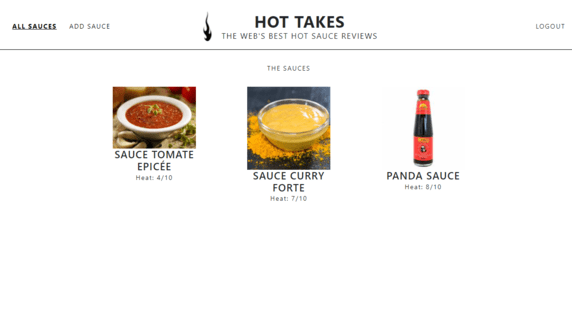 ALL SAUCES
ADD SAUCE
HOT TAKES
THE WEB'S BEST HOT SAUCE REVIEWS
LOGOUT
THE SAUCES
SAUCE TOMATE
EPICÉE
Heat: 4/10
SAUCE CURRY
FORTE
Heat: 7/10
PANDA SAUCE
Heat: 8/10